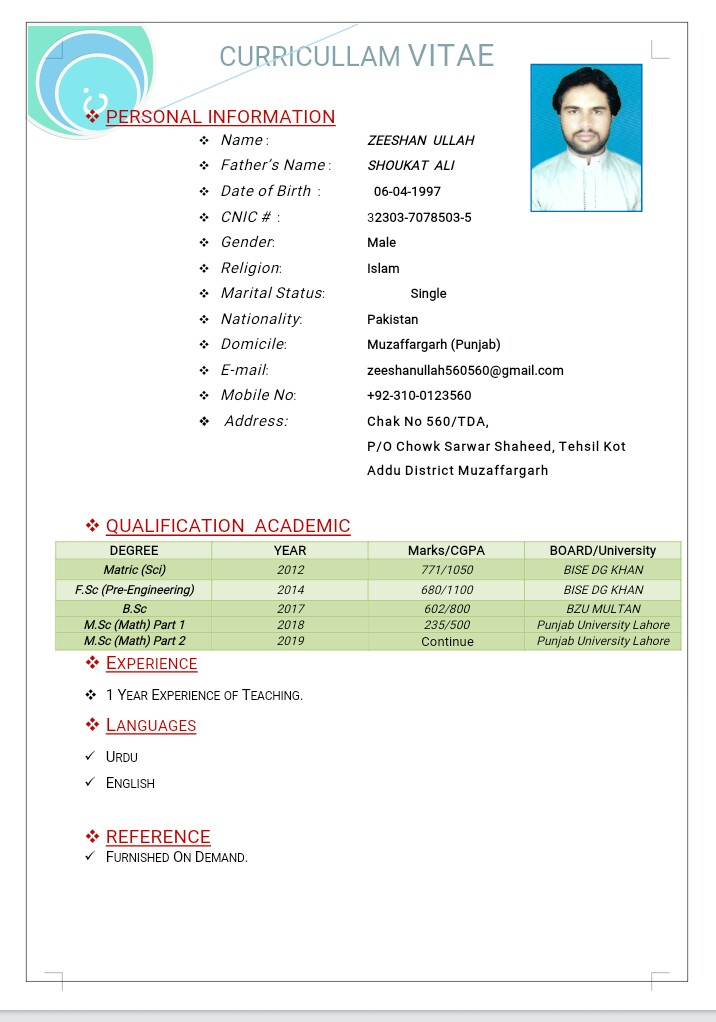 CURRICULLAM VITAE
❖ PERSONAL INFORMATION
❖ Name : ZEESHAN ULLAH
❖ Father's Name : SHOUKAT ALI
❖ Date of Birth : 06-04-1997
❖ CNIC # : 32303-7078503-5
❖ Gender: Male
❖ Religion: Islam
❖ Marital Status: Single
❖ Nationality: Pakistan
❖ Domicile: Muzaffargarh (Punjab)
❖ E-mail: zeeshanullah560560@gmail.com
❖ Mobile No: +92-310-0123560
❖ Address: Chak No 560/TDA,
P/O Chowk Sarwar Shaheed, Tehsil Kot
Addu District Muzaffargarh
❖ QUALIFICATION ACADEMIC
DEGREE YEAR Marks/CGPA BOARD/University
Matric (Sci) 2012 771/1050 BISE DG KHAN
F.Sc (Pre-Engineering) 2014 680/1100 BISE DG KHAN
B.Sc 2017 602/800 BZU MULTAN
M.Sc (Math) Part 1 2018 235/500 Punjab University Lahore
M.Sc (Math) Part 2 2019 Continue Punjab University Lahore
❖ EXPERIENCE
❖ 1 YEAR EXPERIENCE OF TEACHING.
❖ LANGUAGES
✓ URDU
✓ ENGLISH
❖ REFERENCE
✓ FURNISHED ON DEMAND.